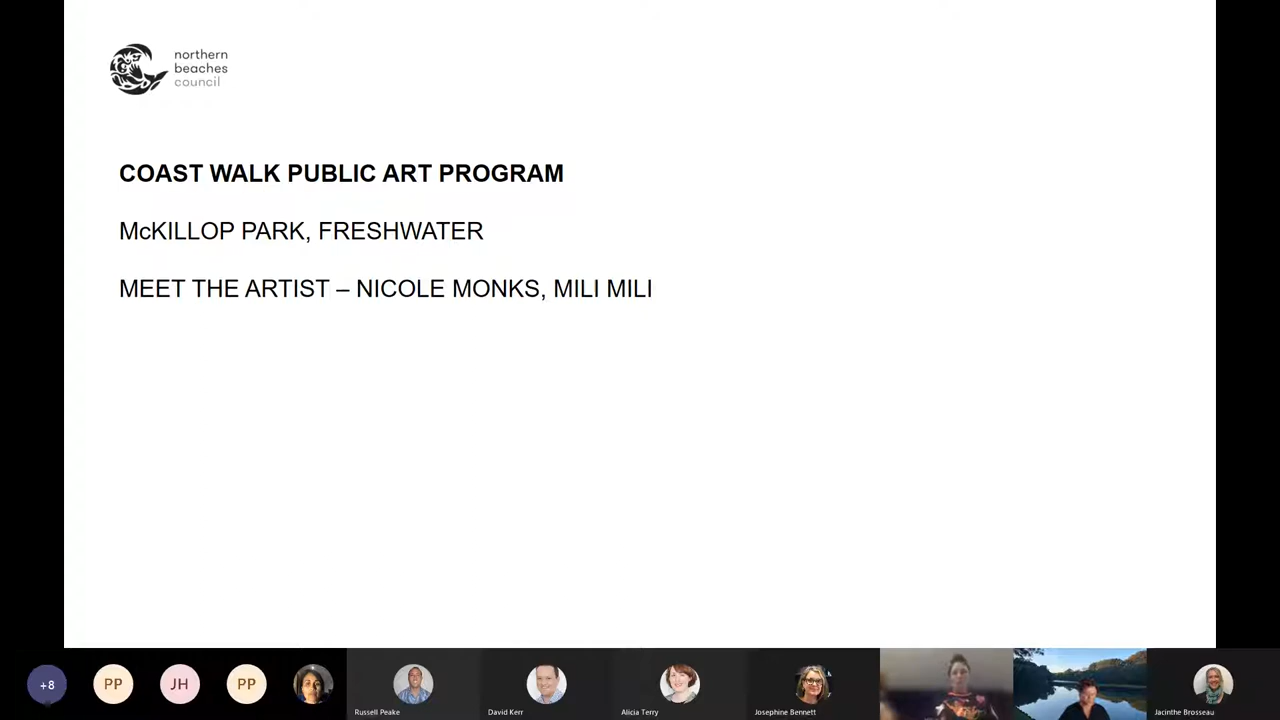 northern
beaches
council
COAST WALK PUBLIC ART PROGRAM
McKILLOP PARK, FRESHWATER
MEET THE ARTIST – NICOLE MONKS, MILI MILI
+8
PP
JH
PP
Russell Peake
David Kerr
Alicia Terry
Josephine Bennett
Jacinthe Brosseau